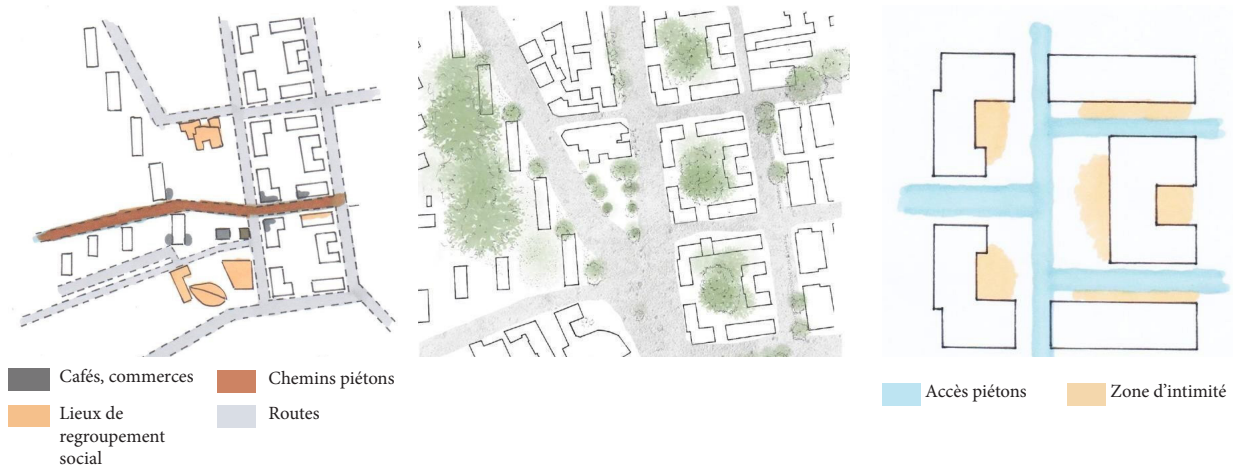 Cafés, commerces
Chemins piétons
Lieux de
regroupement
social
Routes
Accès piétons
Zone d'intimité